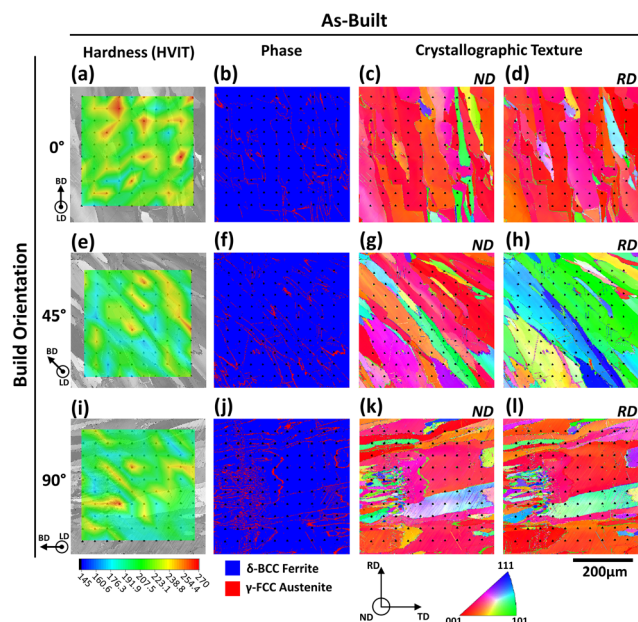 As-Built
Hardness (HVIT) Phase Crystallographic Texture
(a) (b) (c) ND (d) RD
0°
BD
LD
(e) (f) (g) ND (h) RD
45°
BD
LD
(i) (j) (k) ND (l) RD
90°
BD LD
Build Orientation
145 160.6 176.3 191.9 207.5 223.1 238.8 254.4 270
δ-BCC Ferrite
γ-FCC Austenite
RD
ND TD
111
001 101
200μm